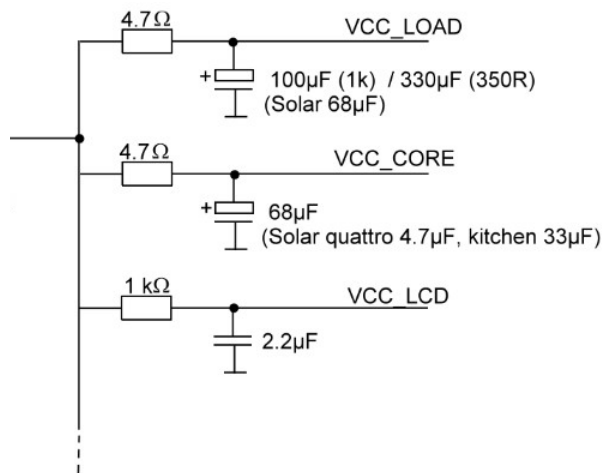 4.7Ω
VCC_LOAD
+
100µF (1k) / 330µF (350R)
(Solar 68µF)
4.7Ω
VCC_CORE
+
68µF
(Solar quattro 4.7µF, kitchen 33µF)
1 kΩ
VCC_LCD
2.2µF